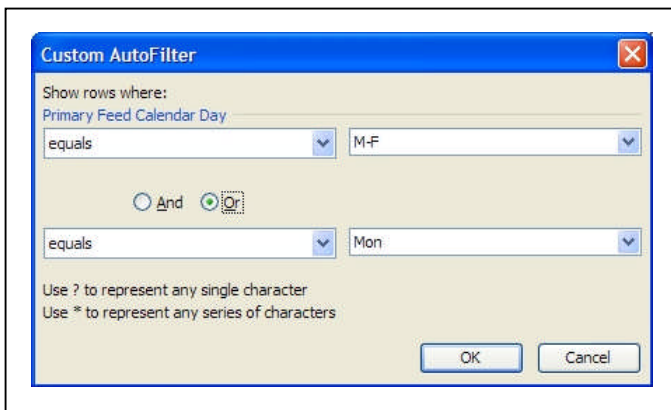 Custom AutoFilter
Show rows where:
Primary Feed Calendar Day
equals M-F
And Or
equals Mon
Use ? to represent any single character
Use * to represent any series of characters
OK Cancel